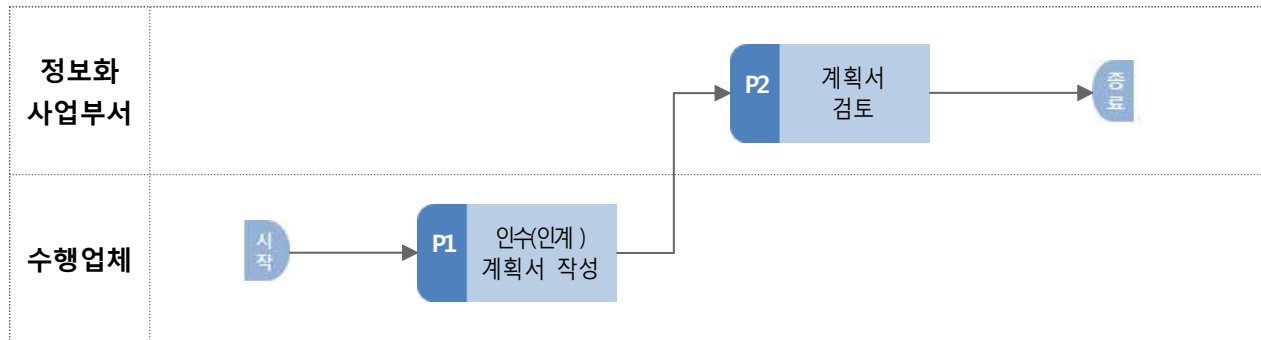 정보화
사업부서
P2
계획서
검토
종
료
수행업체
시
작
P1
인수(인계 )
계획서 작성